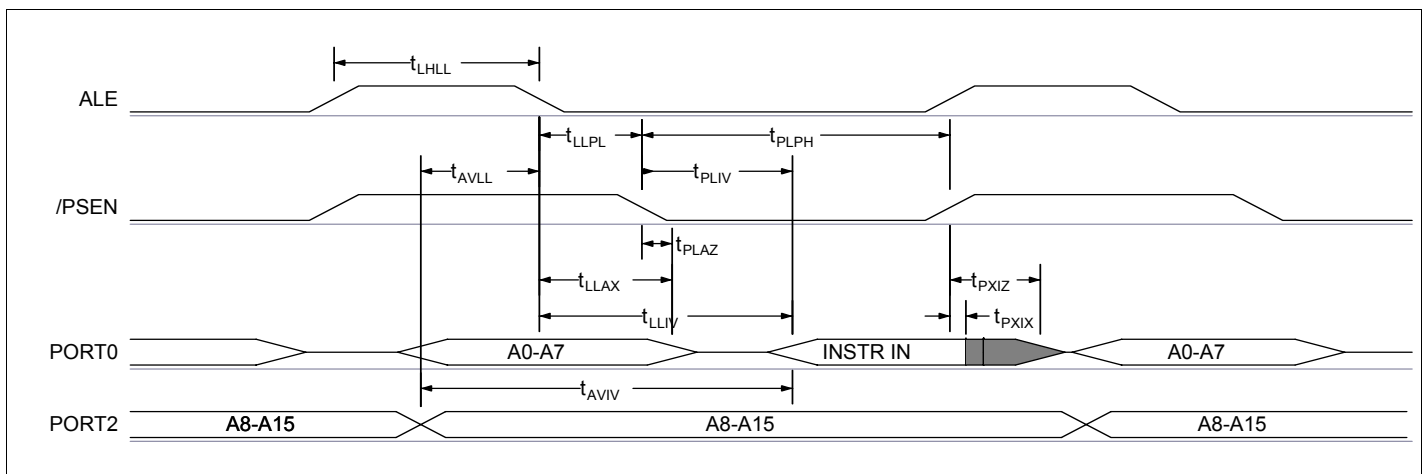 tLHLL
ALE
tLLPL
tPLPH
tAVLL
tPLIV
/PSEN
tPLAZ
tLLAX
tPXIZ
tLLIV
tPXIX
PORT0
A0-A7
INSTR IN
A0-A7
tAVIV
PORT2
A8-A15
A8-A15
A8-A15